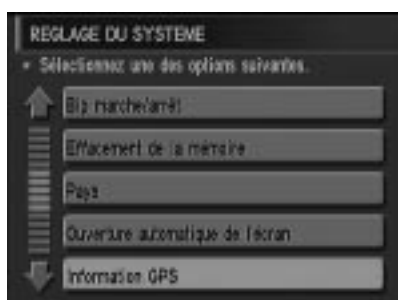 REGLAGE DU SYSTEME
Sélectionnez une des options suivantes.
Bip marche/arrêt
Effacement de la mémoire
Pays
Ouverture automatique de l'écran
Information GPS